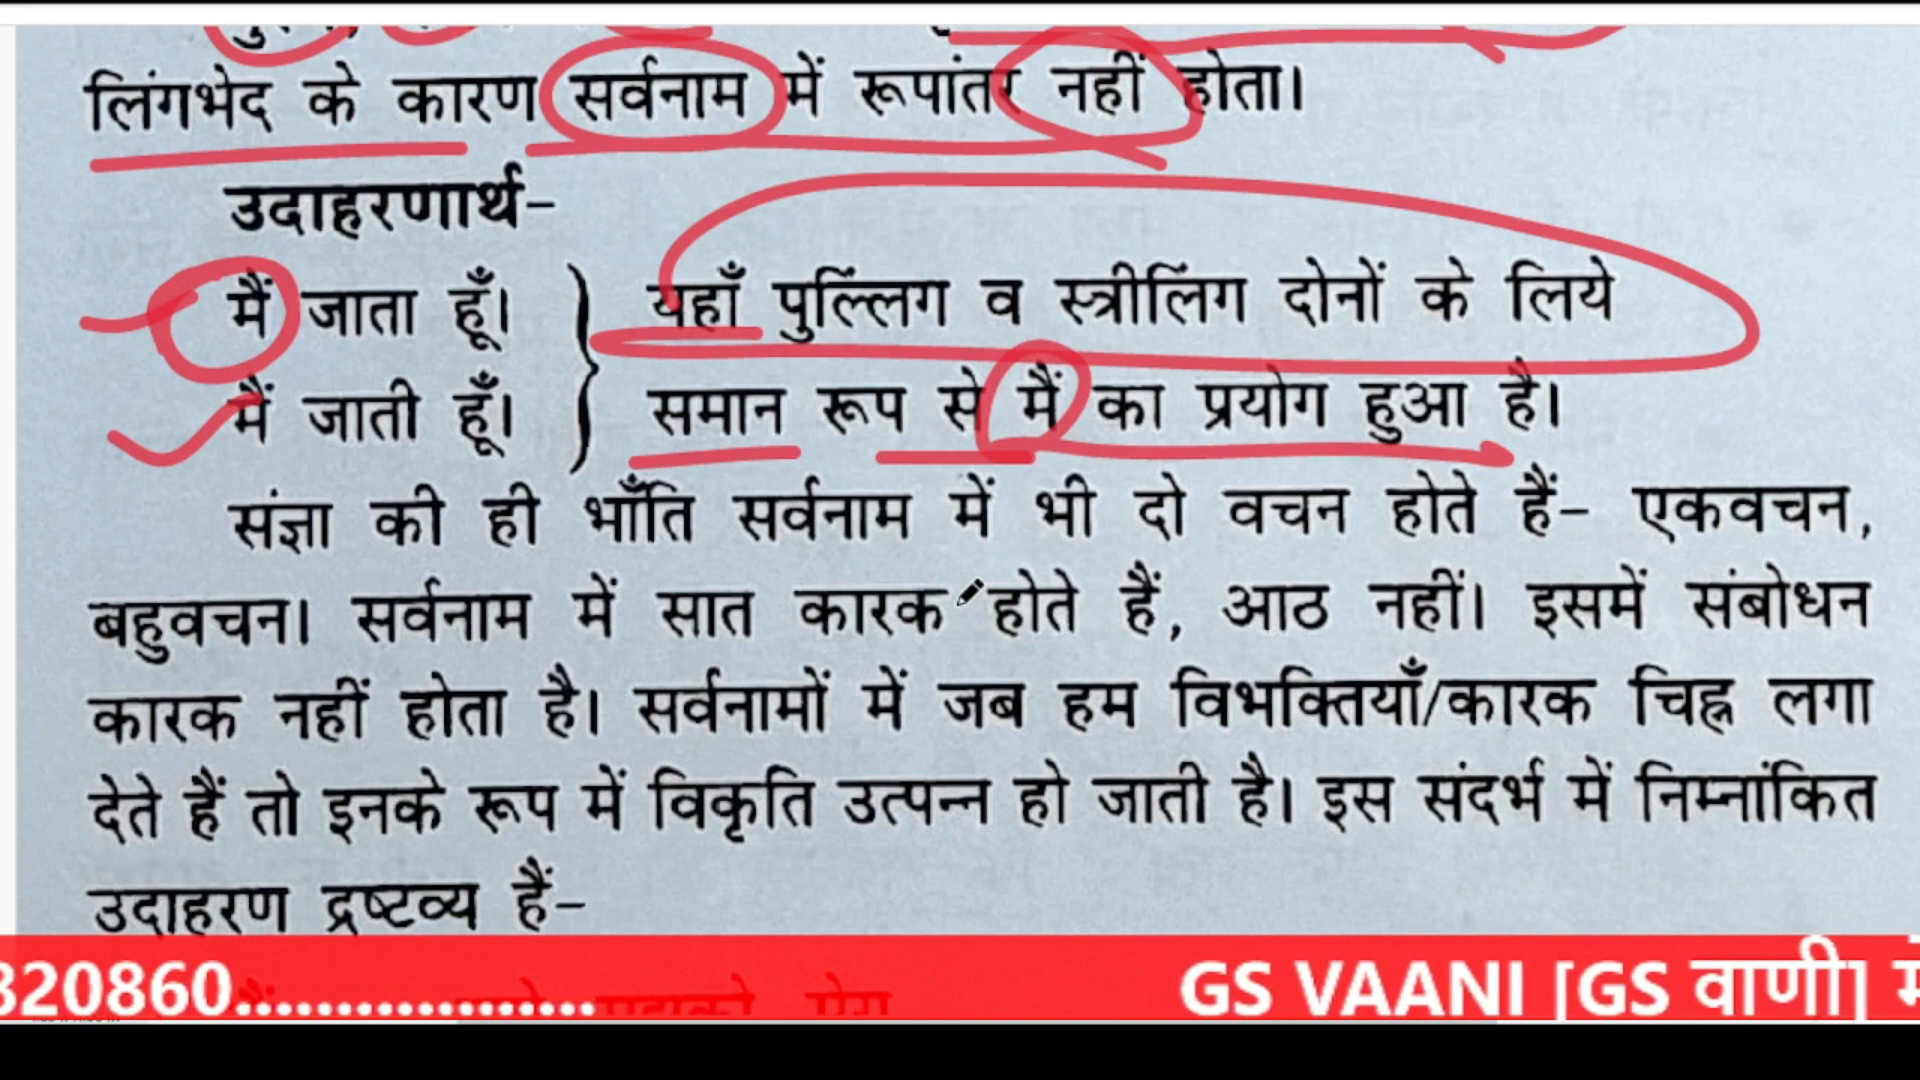 लिंगभेद के कारण सर्वनाम में रूपांतर नहीं होता।
उदाहरणार्थ-
मैं जाता हूँ। यहाँ पुल्लिंग व स्त्रीलिंग दोनों के लिये
मैं जाती हूँ। समान रूप से मैं का प्रयोग हुआ है।
संज्ञा की ही भाँति सर्वनाम में भी दो वचन होते हैं- एकवचन,
बहुवचन। सर्वनाम में सात कारक होते हैं, आठ नहीं। इसमें संबोधन
कारक नहीं होता है। सर्वनामों में जब हम विभक्तियाँ/कारक चिह्न लगा
देते हैं तो इनके रूप में विकृति उत्पन्न हो जाती है। इस संदर्भ में निम्नांकित
उदाहरण द्रष्टव्य हैं-
320860.................. GS VAANI [GS वाणी]